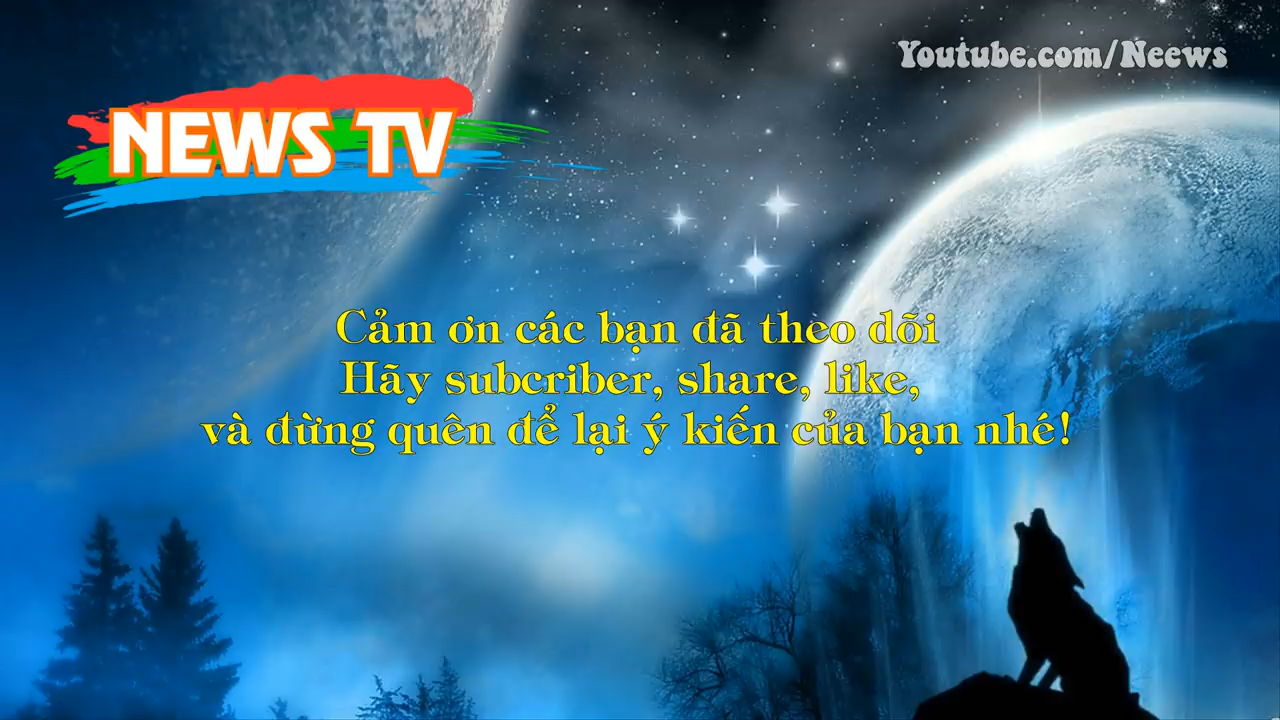 Youtube.com/Neews
NEWS TV
Cảm ơn các bạn đã theo dõi
Hãy subcriber, share, like,
và đừng quên để lại ý kiến của bạn nhé!